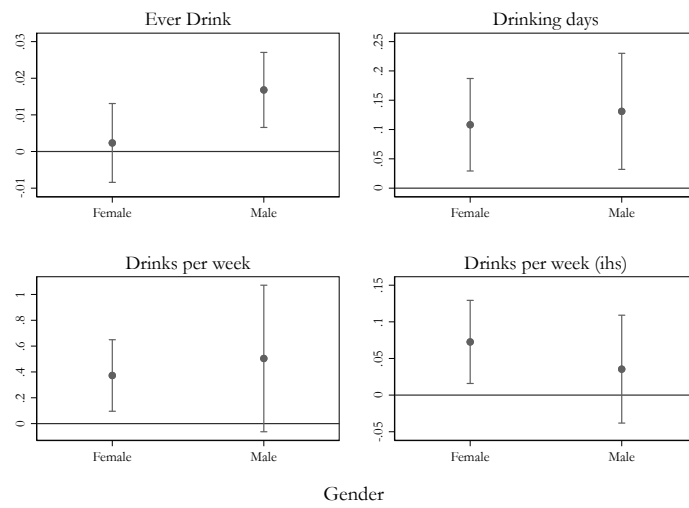 Ever Drink
.03
.02
.01
0
-.01
Female Male
Drinking days
.25
.2
.15
.1
.05
0
Female Male
Drinks per week
1
.8
.6
.4
.2
0
Female Male
Drinks per week (ihs)
.15
.1
.05
0
-.05
Female Male
Gender